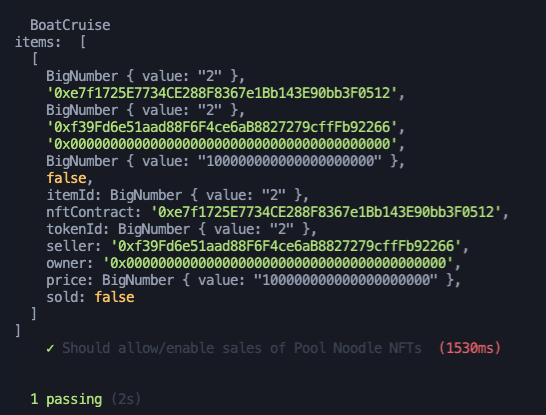 BoatCruise
items:  [
[
BigNumber { value: "2" },
'0xe7f1725E7734CE288F8367e1Bb143E90bb3F0512',
BigNumber { value: "2" },
'0xf39Fd6e51aad88F6F4ce6aB8827279cffFb92266',
'0x0000000000000000000000000000000000000000',
BigNumber { value: "100000000000000000000" },
false,
itemId: BigNumber { value: "2" },
nftContract: '0xe7f1725E7734CE288F8367e1Bb143E90bb3F0512',
tokenId: BigNumber { value: "2" },
seller: '0xf39Fd6e51aad88F6F4ce6aB8827279cffFb92266',
owner: '0x0000000000000000000000000000000000000000',
price: BigNumber { value: "100000000000000000000" },
sold: false
]
]
✓ Should allow/enable sales of Pool Noodle NFTs (1530ms)
1 passing (2s)